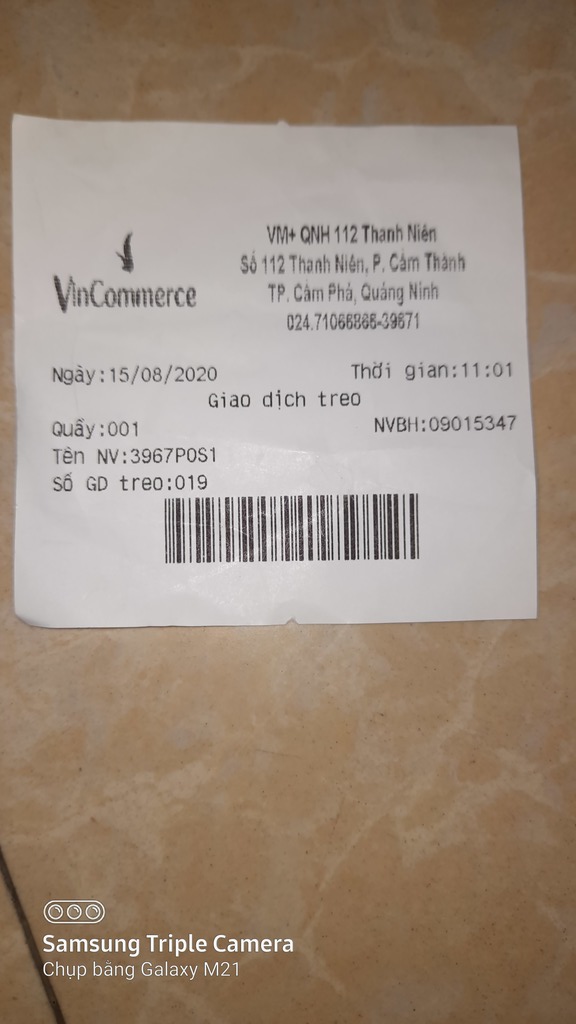 VinCommerce
VM+ QNH 112 Thanh Niên
Số 112 Thanh Niên, P. Cẩm Thành
TP. Cẩm Phả, Quảng Ninh
024.71066866-39671
Ngày:15/08/2020 Thời gian:11:01
Giao dịch treo
Quầy:001 NVBH:09015347
Tên NV:3967POS1
Số GD treo:019
Samsung Triple Camera
Chụp bằng Galaxy M21